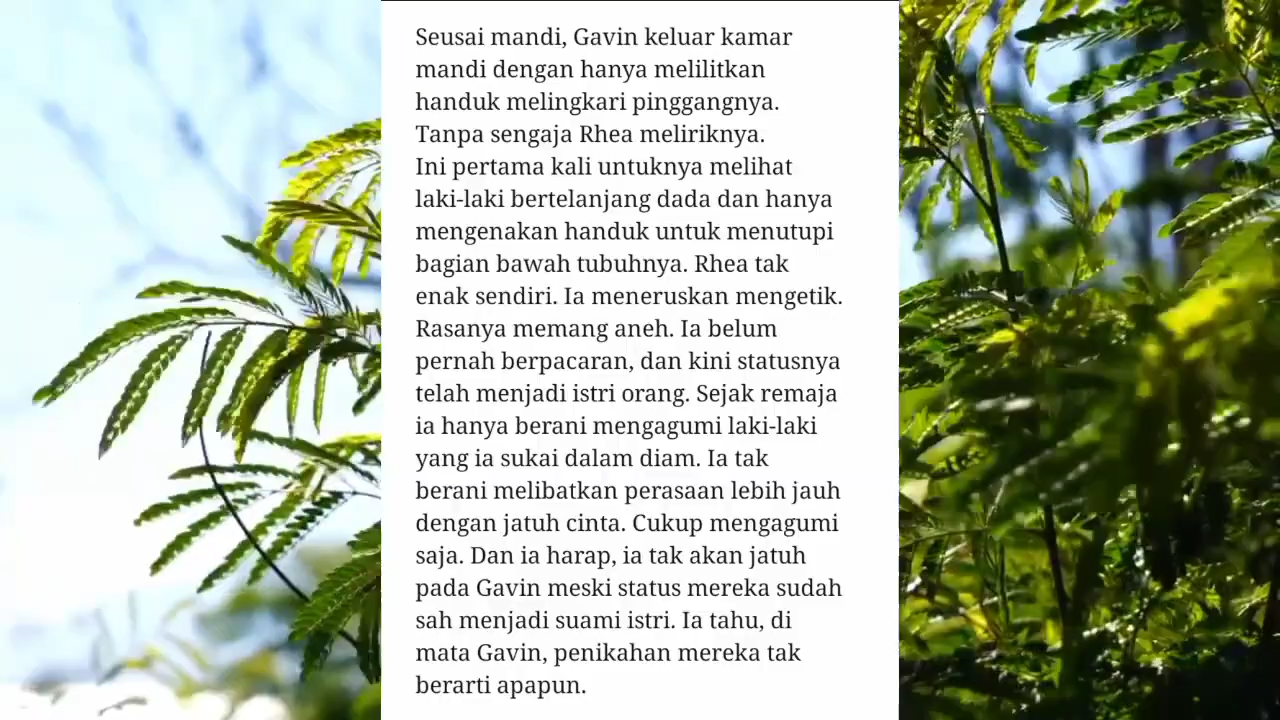 Seusai mandi, Gavin keluar kamar
mandi dengan hanya melilitkan
handuk melingkari pinggangnya.
Tanpa sengaja Rhea meliriknya.
Ini pertama kali untuknya melihat
laki-laki bertelanjang dada dan hanya
mengenakan handuk untuk menutupi
bagian bawah tubuhnya. Rhea tak
enak sendiri. Ia meneruskan mengetik.
Rasanya memang aneh. Ia belum
pernah berpacaran, dan kini statusnya
telah menjadi istri orang. Sejak remaja
ia hanya berani mengagumi laki-laki
yang ia sukai dalam diam. Ia tak
berani melibatkan perasaan lebih jauh
dengan jatuh cinta. Cukup mengagumi
saja. Dan ia harap, ia tak akan jatuh
pada Gavin meski status mereka sudah
sah menjadi suami istri. Ia tahu, di
mata Gavin, penikahan mereka tak
berarti apapun.